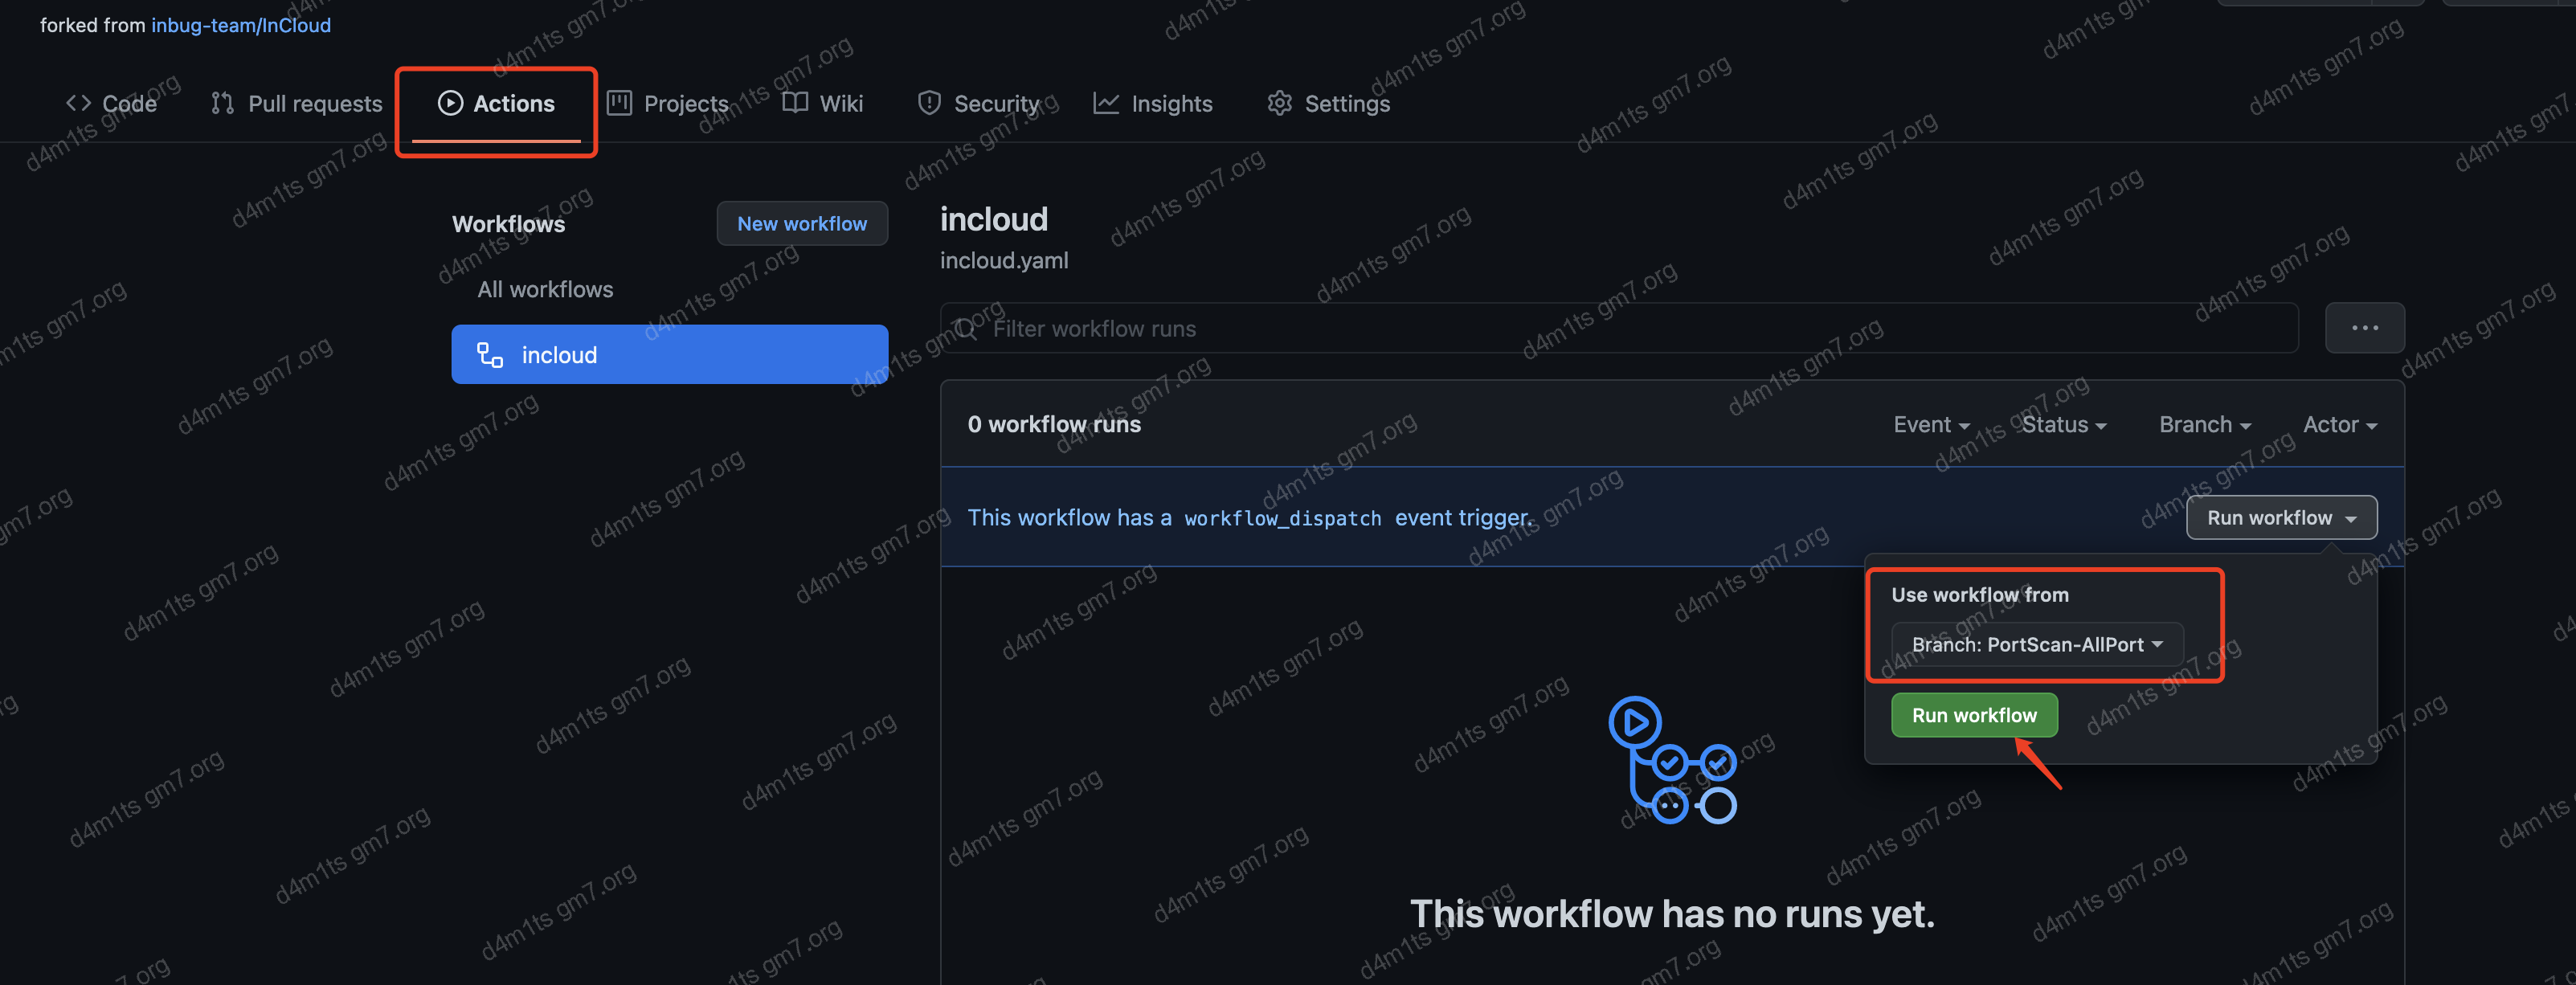 forked from inbug-team/InCloud
Code Pull requests Actions Projects Wiki Security Insights Settings
Workflows New workflow
All workflows
incloud
incloud
incloud.yaml
Filter workflow runs
0 workflow runs Event Status Branch Actor
This workflow has a workflow_dispatch event trigger. Run workflow
Use workflow from
Branch: PortScan-AllPort
Run workflow
This workflow has no runs yet.
d4m1ts gm7.org